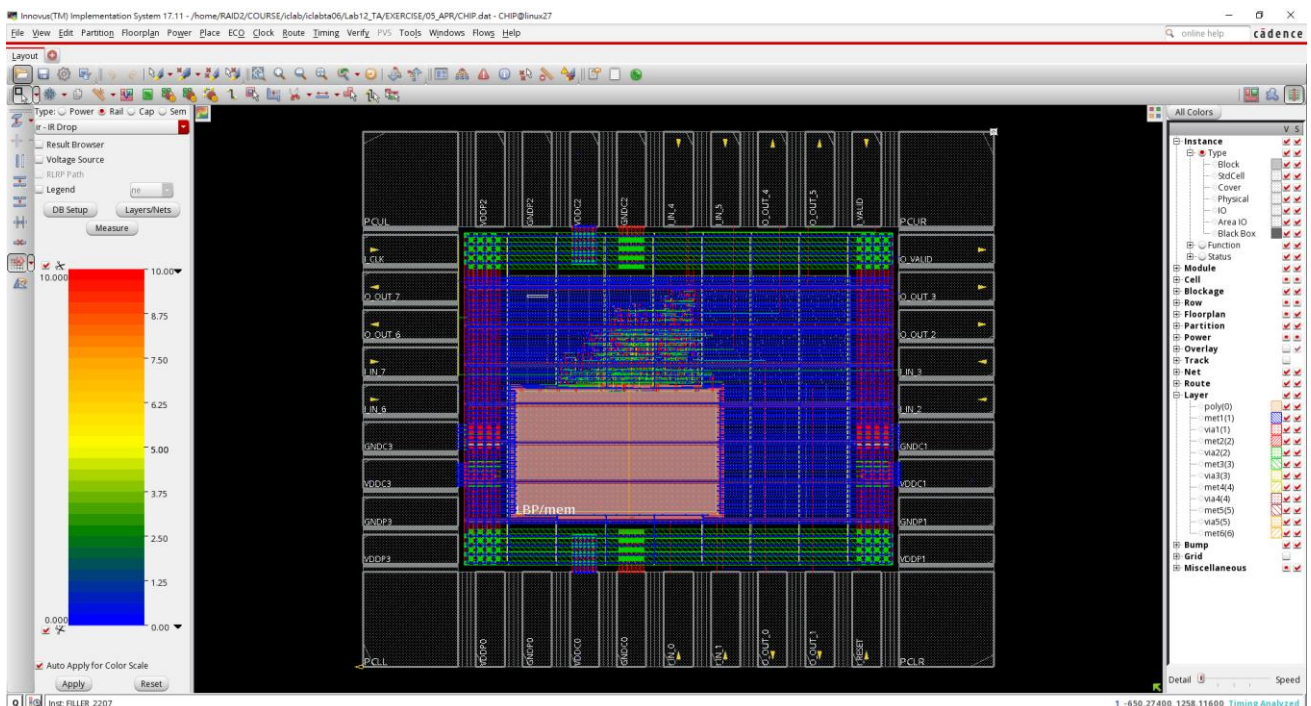 Innovus(TM) Implementation System 17.11 - /home/RAID2/COURSE/iclab/iclabta06/Lab12_TA/EXERCISE/05_APR/CHIP.dat - CHIP@linux27
File View Edit Partition Floorplan Power Place ECO Clock Route Timing Verify PVS Tools Windows Flows Help
online help cādence
Layout
Type: Power Rail Cap Sem
ir - IR Drop
Result Browser
Voltage Source
RLRP Path
Legend
ne
DB Setup Layers/Nets
Measure
10.000 10.00
8.75
7.50
6.25
5.00
3.75
2.50
1.25
0.000 0.00
Auto Apply for Color Scale
Apply Reset
VDDP2 GNDP2 VDDC2 GNDC2 I_IN_4 I_IN_5 O_OUT_4 O_OUT_5 I_VALID
PCUL PCUR
I_CLK O_VALID
O_OUT_7 O_OUT_3
O_OUT_6 O_OUT_2
I_IN_7 I_IN_3
I_IN_6 I_IN_2
GNDC3 GNDC1
VDDC3 VDDC1
LBP/mem
GNDP3 GNDP1
VDDP3 VDDP1
VDDP0 GNDP0 VDDC0 GNDC0 I_IN_0 I_IN_1 O_OUT_0 O_OUT_1 I_RESET
PCLL PCLR
All Colors
V S
Instance
Type
Block
StdCell
Cover
Physical
IO
Area IO
Black Box
Function
Status
Module
Cell
Blockage
Row
Floorplan
Partition
Power
Overlay
Track
Net
Route
Layer
poly(0)
met1(1)
via1(1)
met2(2)
via2(2)
met3(3)
via3(3)
met4(4)
via4(4)
met5(5)
via5(5)
met6(6)
Bump
Grid
Miscellaneous
Detail Speed
Q Inst: FILLER_2207 1 -650.27400, 1258.11600 Timing Analyzed